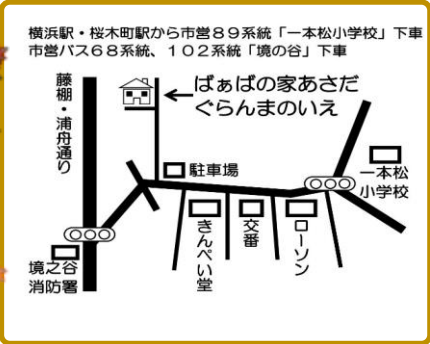 横浜駅・桜木町駅から市営８９系統「一本松小学校」下車
市営バス６８系統、１０２系統「境の谷」下車
ばぁばの家あさだ
ぐらんまのいえ
藤棚・浦舟通り
駐車場
一本松
小学校
きんぺい堂
交番
ローソン
境之谷
消防署